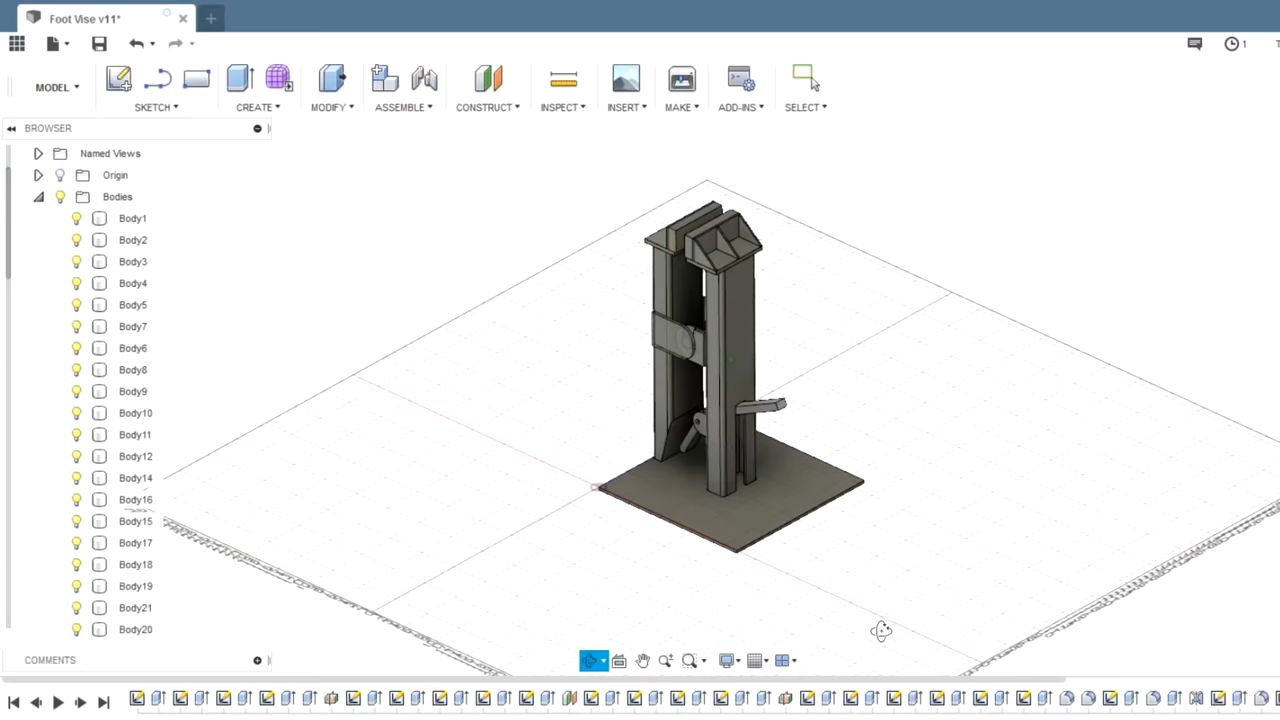 Foot Vise v11*
1
T
MODEL
SKETCH
CREATE
MODIFY
ASSEMBLE
CONSTRUCT
INSPECT
INSERT
MAKE
ADD-INS
SELECT
BROWSER
Named Views
Origin
Bodies
Body1
Body2
Body3
Body4
Body5
Body7
Body6
Body8
Body9
Body10
Body11
Body12
Body14
Body16
Body15
Body17
Body18
Body19
Body21
Body20
COMMENTS